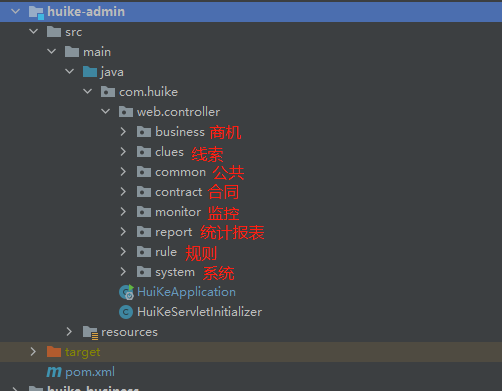 huike-admin
src
main
java
com.huike
web.controller
business 商机
clues 线索
common 公共
contract 合同
monitor 监控
report 统计报表
rule 规则
system 系统
HuiKeApplication
HuiKeServletInitializer
resources
target
pom.xml
huike-business